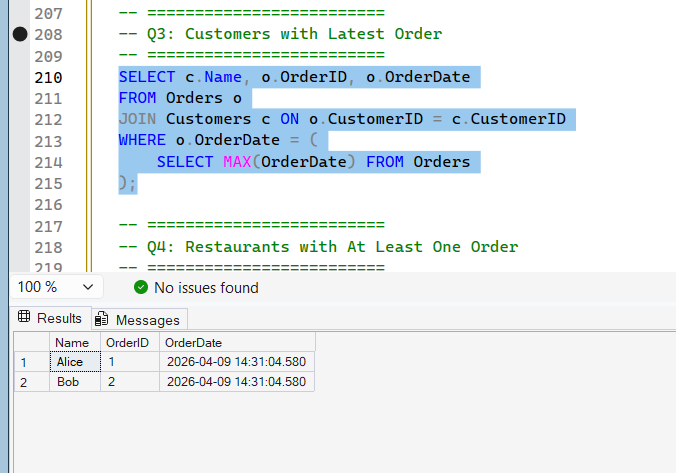 207 -- =========================
208 -- Q3: Customers with Latest Order
209 -- =========================
210 SELECT c.Name, o.OrderID, o.OrderDate
211 FROM Orders o
212 JOIN Customers c ON o.CustomerID = c.CustomerID
213 WHERE o.OrderDate = (
214     SELECT MAX(OrderDate) FROM Orders
215 );
216
217 -- =========================
218 -- Q4: Restaurants with At Least One Order
219 -- =========================
100 % No issues found
Results Messages
Name OrderID OrderDate
1 Alice 1 2026-04-09 14:31:04.580
2 Bob 2 2026-04-09 14:31:04.580